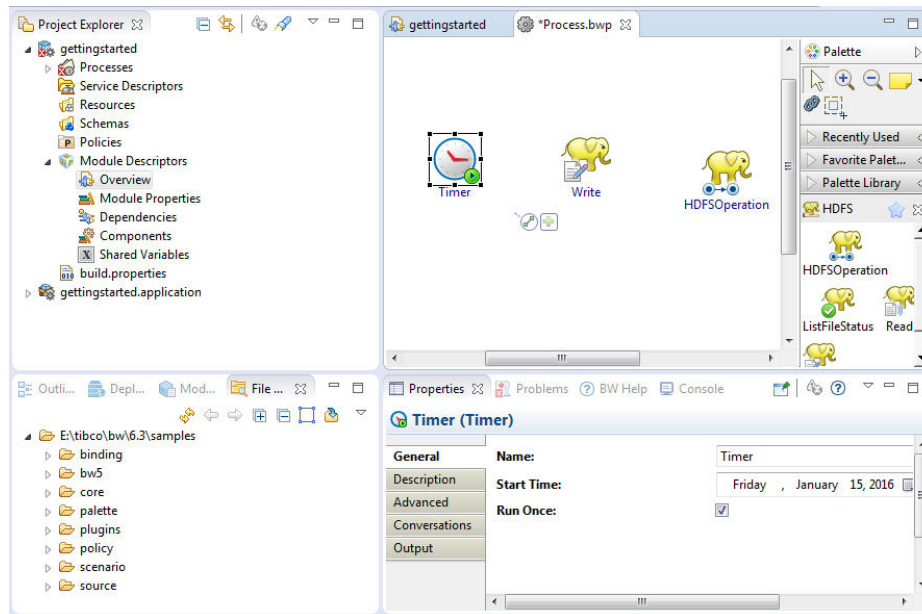 Project Explorer
gettingstarted
Processes
Service Descriptors
Resources
Schemas
P Policies
Module Descriptors
Overview
Module Properties
Dependencies
Components
X Shared Variables
010 build.properties
gettingstarted.application
gettingstarted
*Process.bwp
Timer
Write
HDFSOperation
Palette
Recently Used
Favorite Palet...
Palette Library
HDFS
HDFSOperation
ListFileStatus Read
Outli... Depl... Mod... File ...
E:\tibco\bw\6.3\samples
binding
bw5
core
palette
plugins
policy
scenario
source
Properties Problems BW Help Console
Timer (Timer)
General
Description
Advanced
Conversations
Output
Name: Timer
Start Time: Friday , January 15, 2016
Run Once: